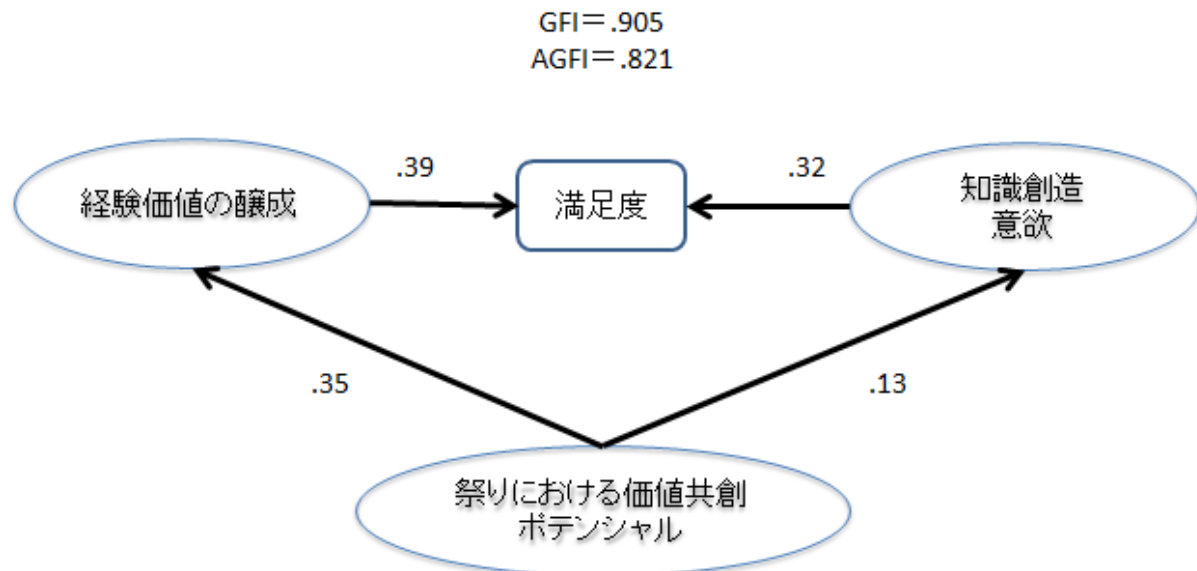 GFI＝.905
AGFI＝.821
.39
.32
経験価値の醸成
満足度
知識創造
意欲
.35
.13
祭りにおける価値共創
ポテンシャル